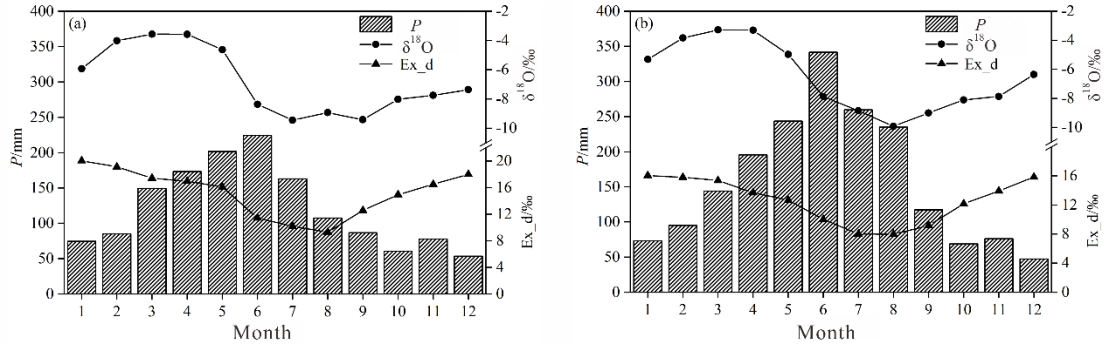 (a)
P
δ¹⁸O
Ex_d
400
350
300
250
200
150
100
50
0
P/mm
-2
-4
-6
-8
-10
δ¹⁸O/‰
20
16
12
8
4
0
Ex_d/‰
1 2 3 4 5 6 7 8 9 10 11 12
Month
(b)
P
δ¹⁸O
Ex_d
400
350
300
250
200
150
100
50
0
P/mm
-2
-4
-6
-8
-10
δ¹⁸O/‰
16
12
8
4
0
Ex_d/‰
1 2 3 4 5 6 7 8 9 10 11 12
Month